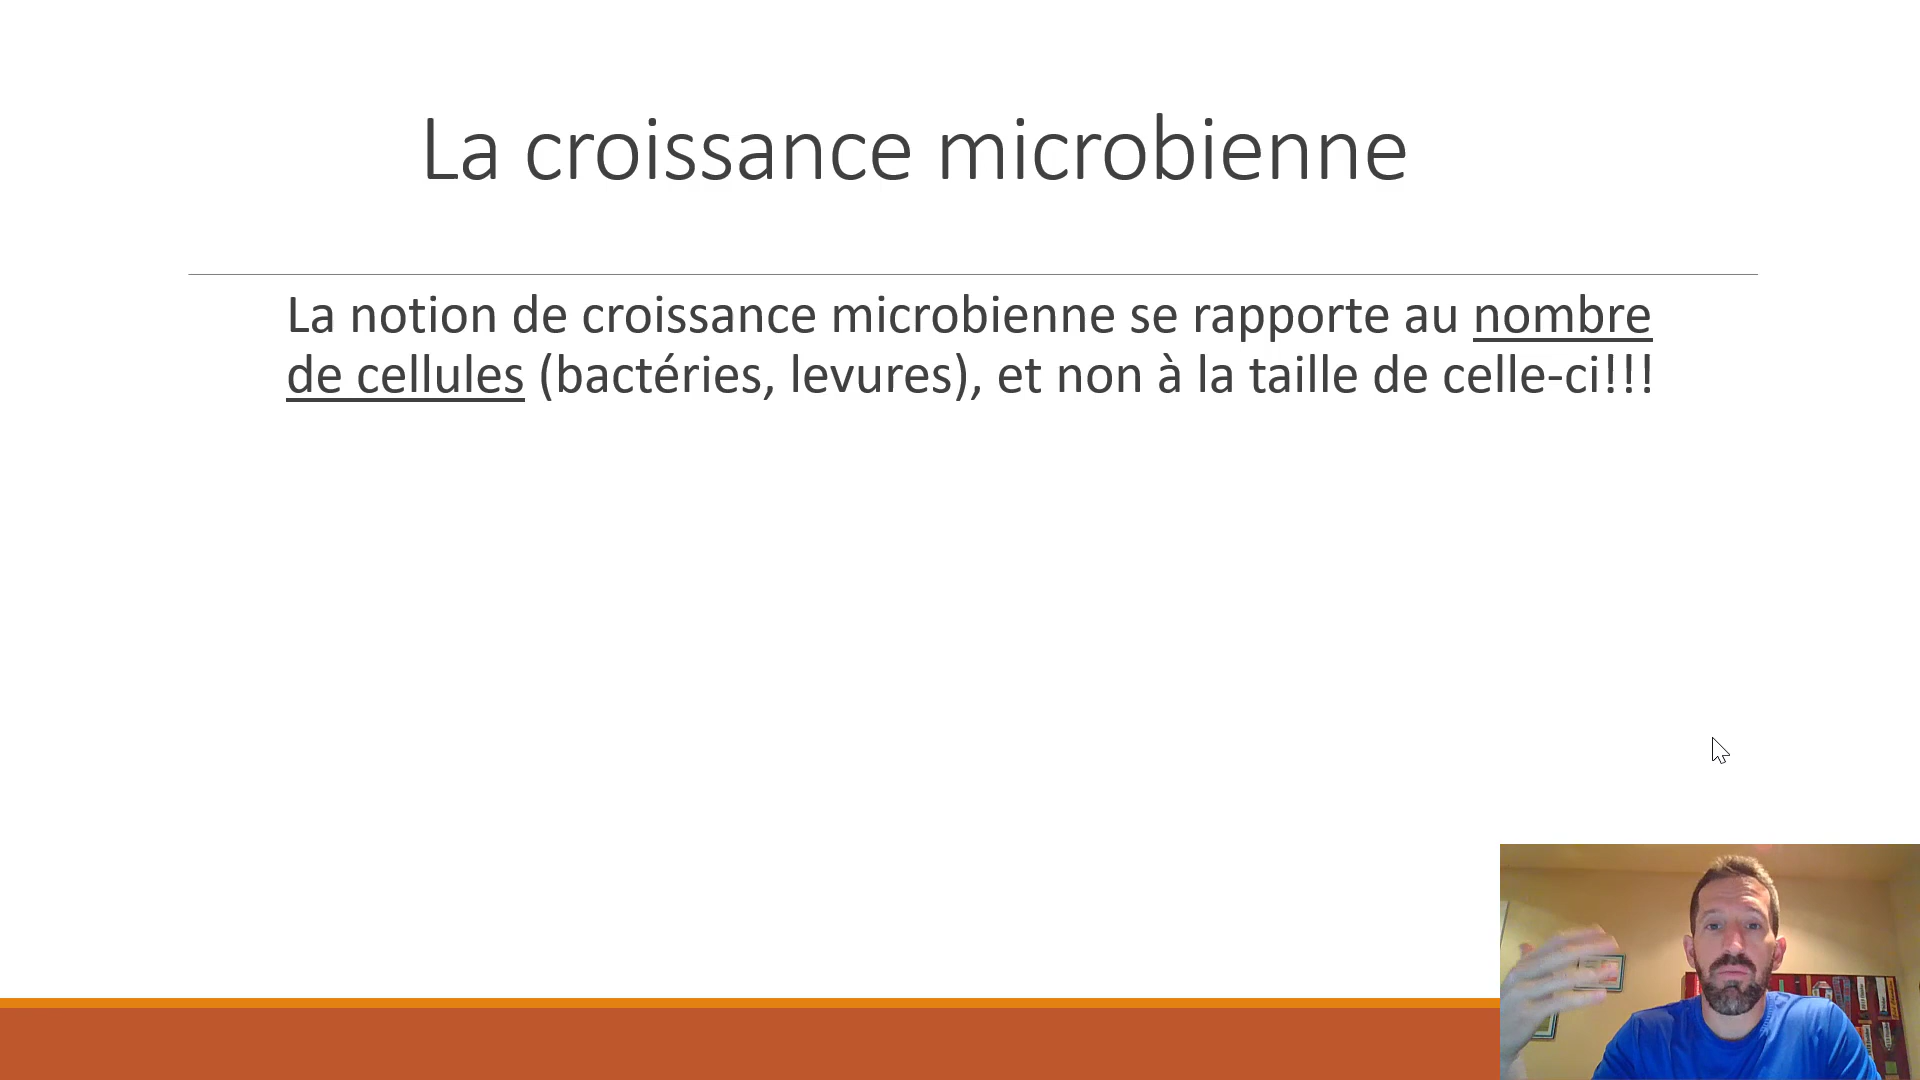 La croissance microbienne
La notion de croissance microbienne se rapporte au nombre
de cellules (bactéries, levures), et non à la taille de celle-ci!!!